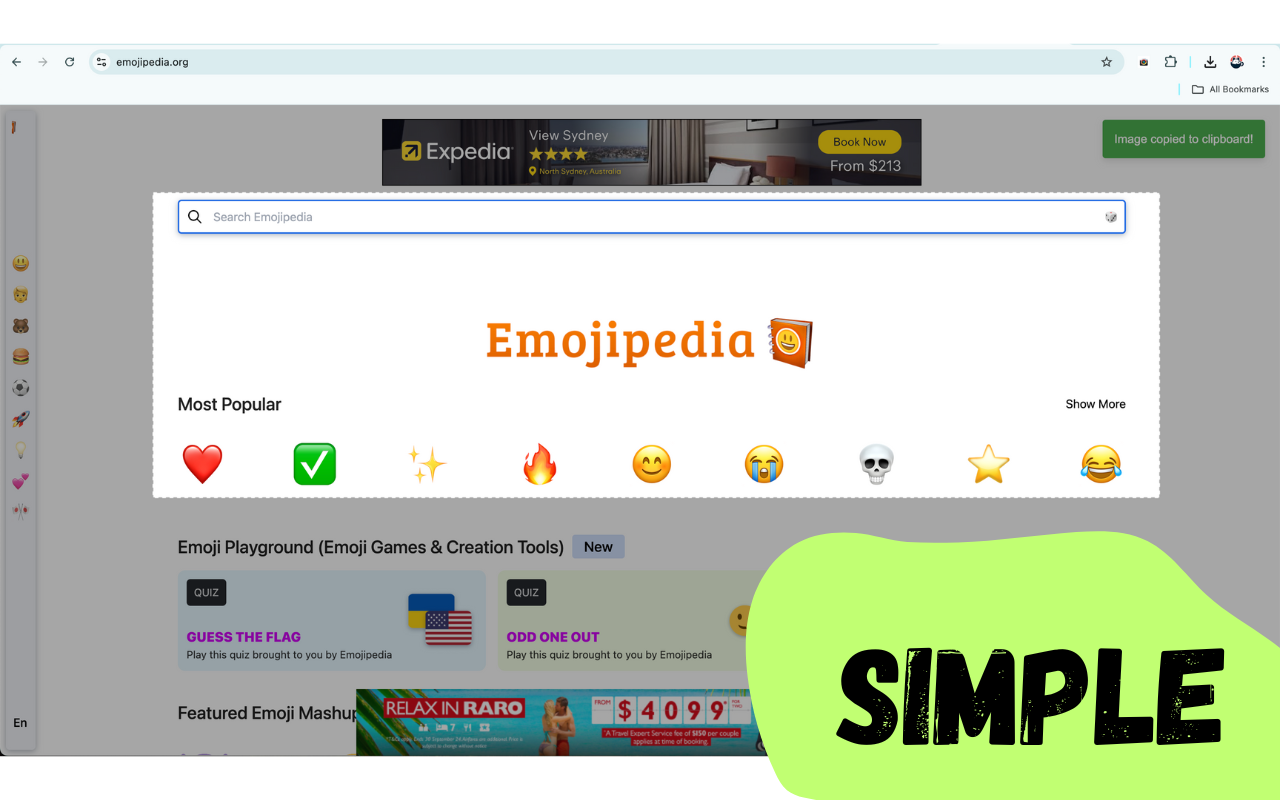 emojipedia.org
All Bookmarks
Expedia
View Sydney
North Sydney, Australia
Book Now
From $213
Image copied to clipboard!
Search Emojipedia
Emojipedia
Most Popular
Show More
Emoji Playground (Emoji Games & Creation Tools)
New
QUIZ
GUESS THE FLAG
Play this quiz brought to you by Emojipedia
QUIZ
ODD ONE OUT
Play this quiz brought to you by Emojipedia
Featured Emoji Mashup
RELAX IN RARO
7
FROM
$4099*
*A Travel Expert Service fee of $150 per couple
applies at time of booking.
En
SIMPLE